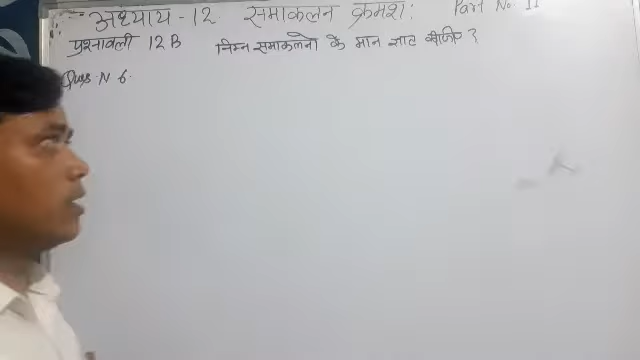 अध्याय - 12 समाकलन क्रमशः Part No. II
प्रश्नावली 12 B निम्न समाकलनो के मान ज्ञात कीजिए ?
Ques. N 6.